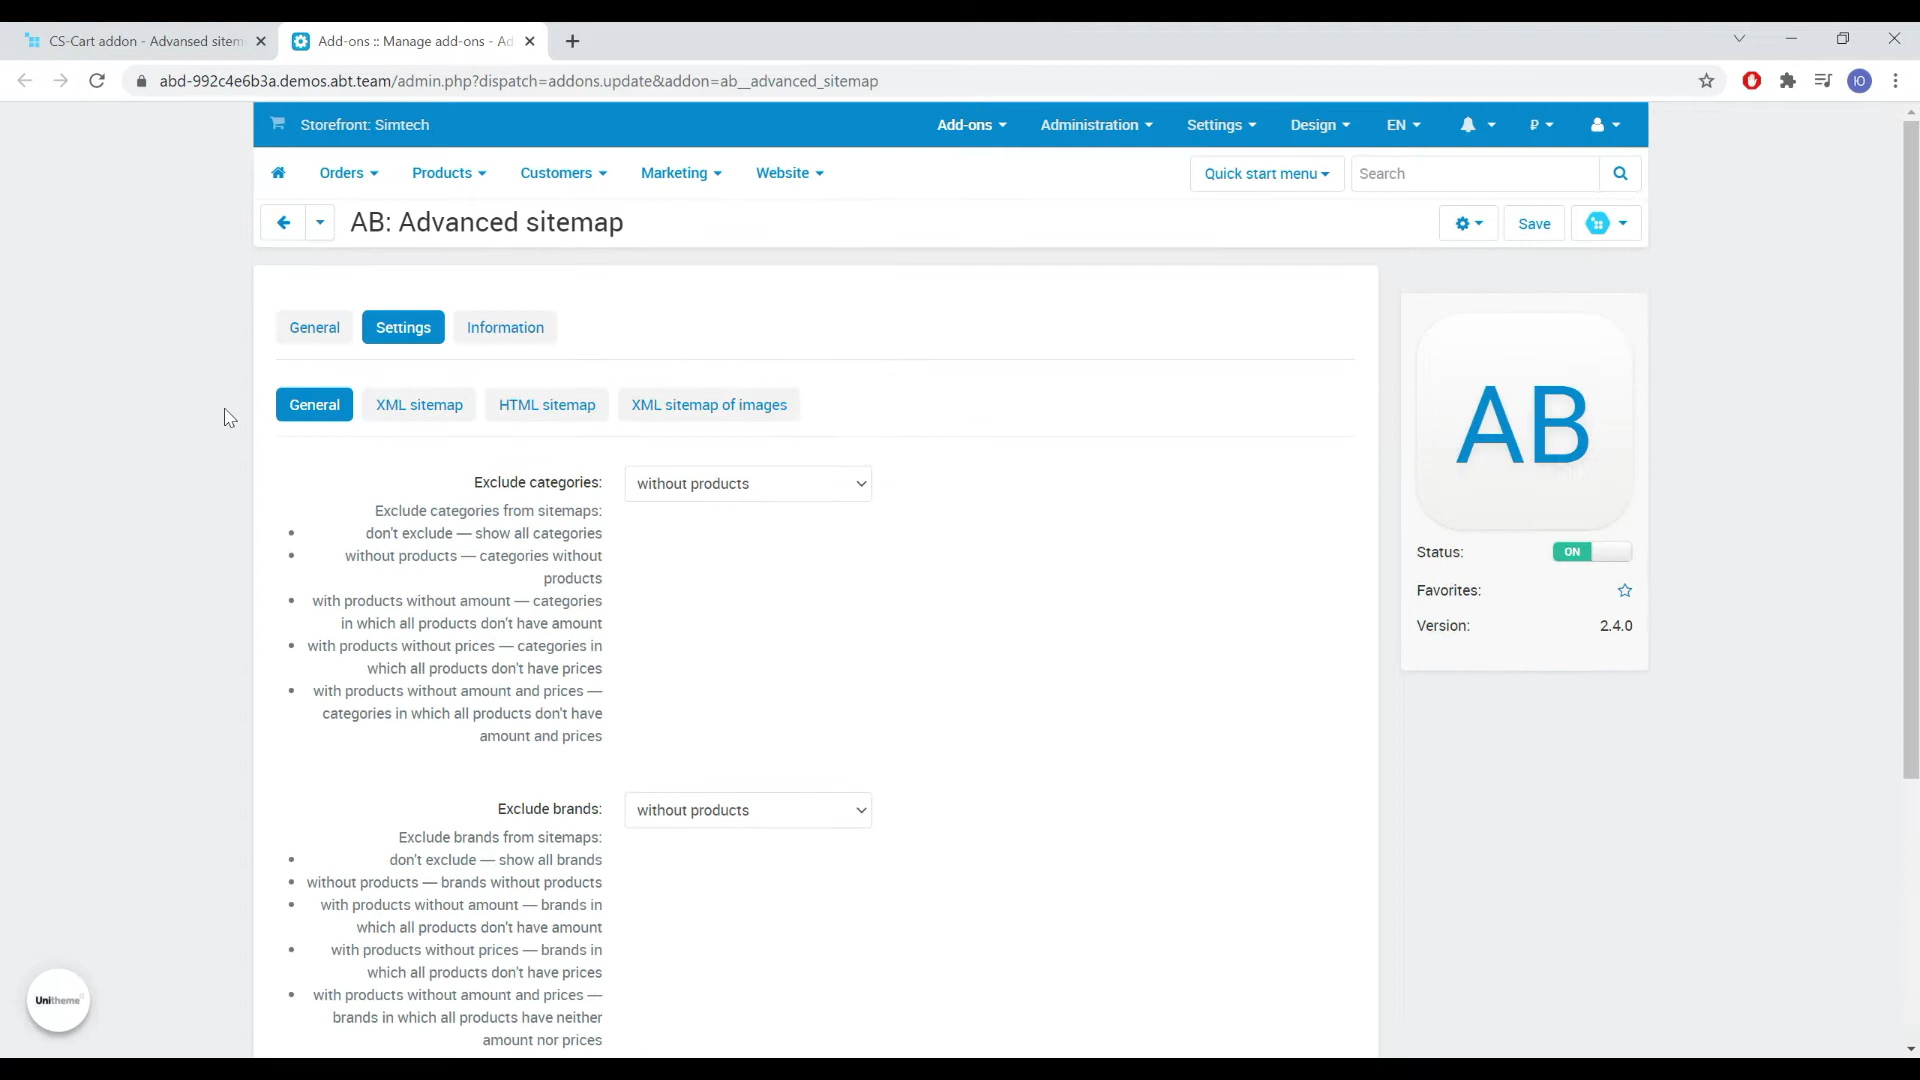 CS-Cart addon - Advansed sitem
Add-ons :: Manage add-ons - Ad
abd-992c4e6b3a.demos.abt.team/admin.php?dispatch=addons.update&addon=ab__advanced_sitemap
Ю
Storefront: Simtech
Add-ons
Administration
Settings
Design
EN
₽
Orders
Products
Customers
Marketing
Website
Quick start menu
Search
AB: Advanced sitemap
Save
General
Settings
Information
General
XML sitemap
HTML sitemap
XML sitemap of images
Exclude categories:
without products
Exclude categories from sitemaps:
• don't exclude — show all categories
• without products — categories without
products
• with products without amount — categories
in which all products don't have amount
• with products without prices — categories in
which all products don't have prices
• with products without amount and prices —
categories in which all products don't have
amount and prices
Exclude brands:
without products
Exclude brands from sitemaps:
• don't exclude — show all brands
• without products — brands without products
• with products without amount — brands in
which all products don't have amount
• with products without prices — brands in
which all products don't have prices
• with products without amount and prices —
brands in which all products have neither
amount nor prices
AB
Status:
ON
Favorites:
Version:
2.4.0
Unitheme